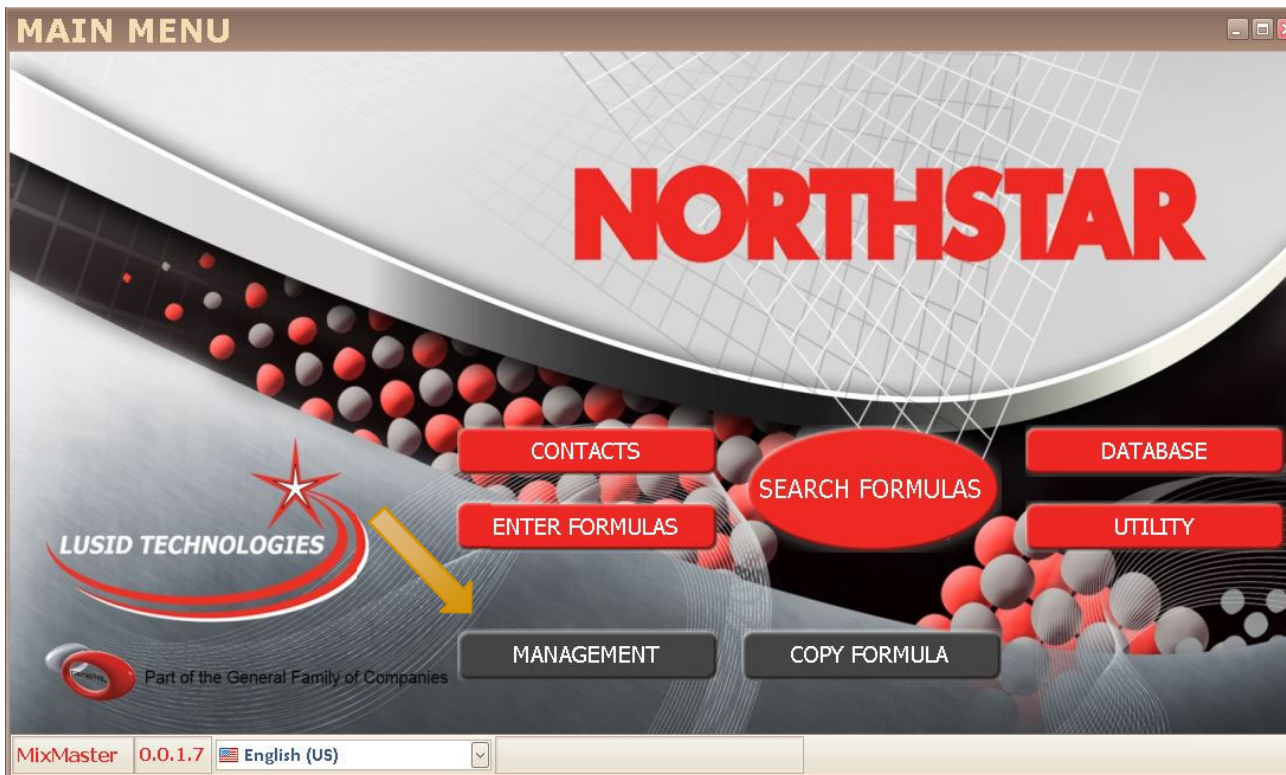 MAIN MENU
NORTHSTAR
CONTACTS
SEARCH FORMULAS
DATABASE
ENTER FORMULAS
UTILITY
LUSID TECHNOLOGIES
MANAGEMENT
COPY FORMULA
GENERAL
Part of the General Family of Companies
MixMaster 0.0.1.7 English (US)